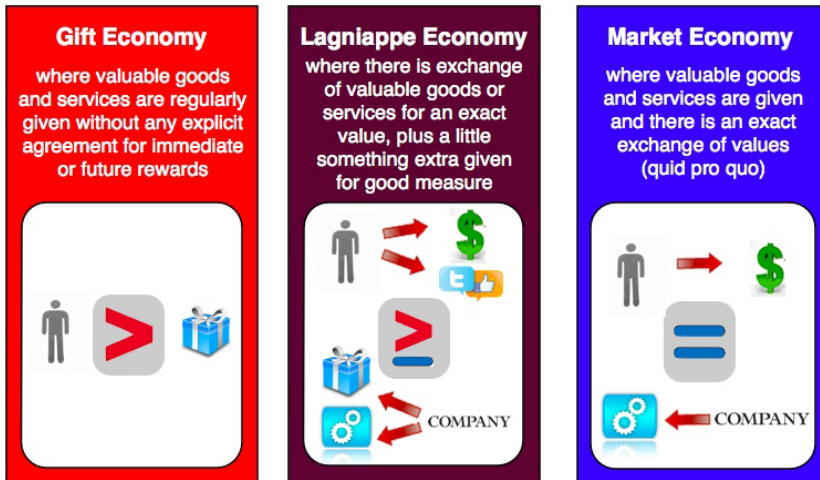 Gift Economy
where valuable goods
and services are regularly
given without any explicit
agreement for immediate
or future rewards
Lagniappe Economy
where there is exchange
of valuable goods or
services for an exact
value, plus a little
something extra given
for good measure
COMPANY
Market Economy
where valuable goods
and services are given
and there is an exact
exchange of values
(quid pro quo)
COMPANY